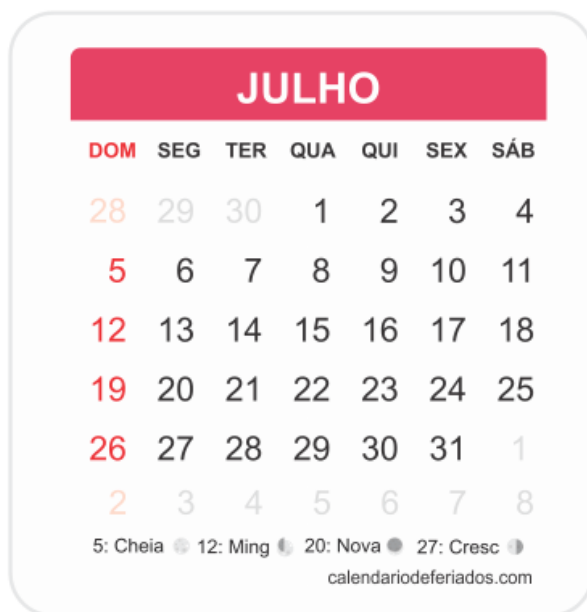 JULHO
DOM SEG TER QUA QUI SEX SÁB
28 29 30 1 2 3 4
5 6 7 8 9 10 11
12 13 14 15 16 17 18
19 20 21 22 23 24 25
26 27 28 29 30 31 1
2 3 4 5 6 7 8
5: Cheia 12: Ming 20: Nova 27: Cresc
calendariodeferiados.com